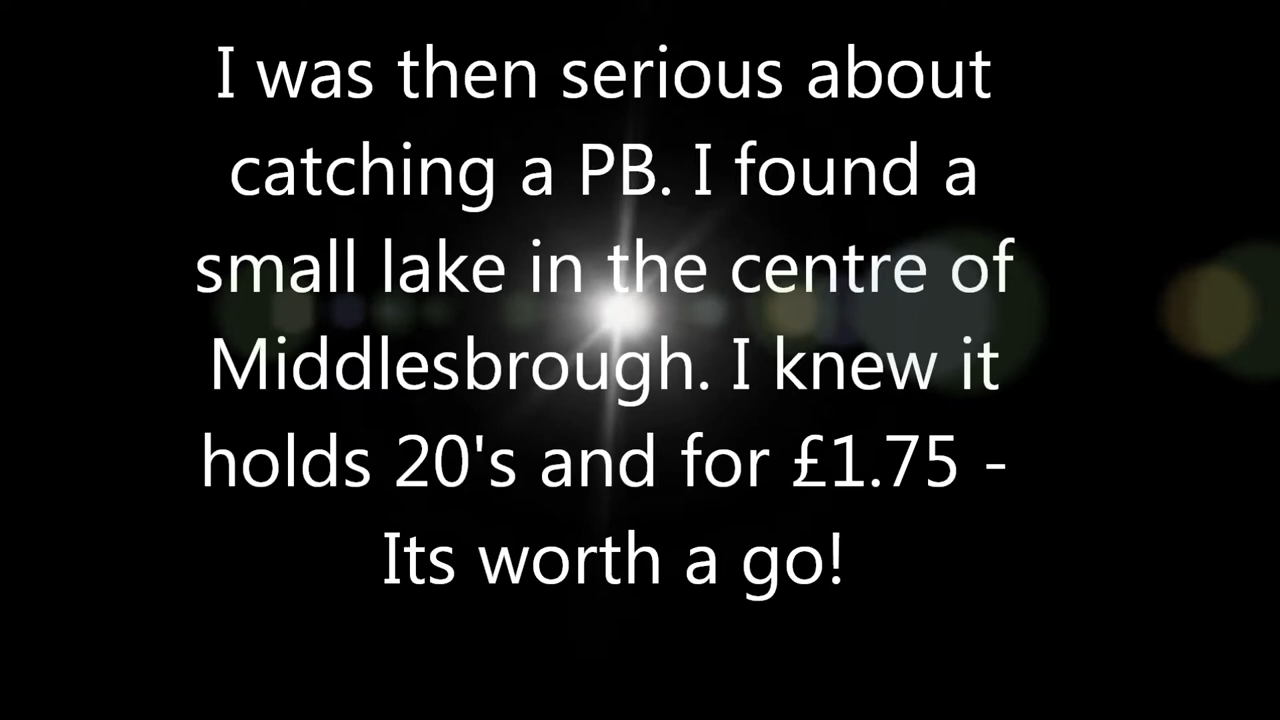 I was then serious about
catching a PB. I found a
small lake in the centre of
Middlesbrough. I knew it
holds 20's and for £1.75 -
Its worth a go!